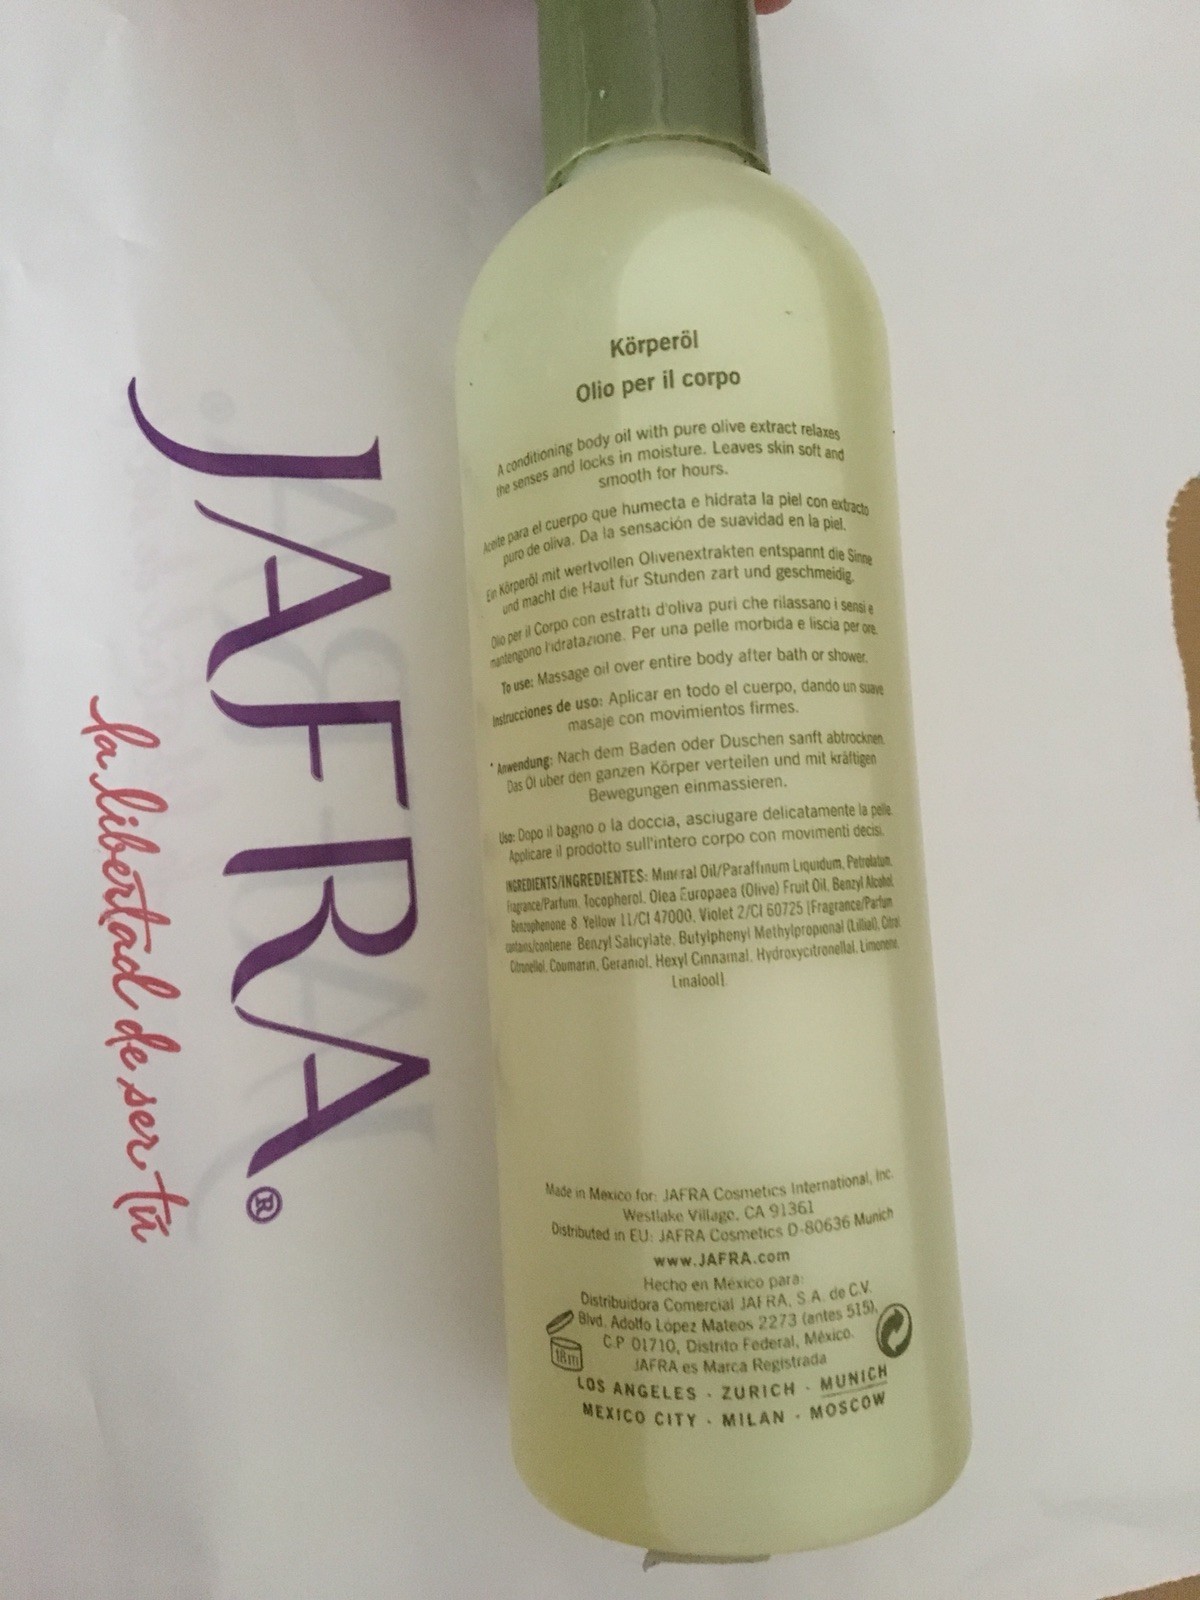 JAFRA®
la libertad de ser tú
Körperöl
Olio per il corpo
A conditioning body oil with pure olive extract relaxes
the senses and locks in moisture. Leaves skin soft and
smooth for hours.
Aceite para el cuerpo que humecta e hidrata la piel con extracto
puro de oliva. Da la sensación de suavidad en la piel.
Ein Körperöl mit wertvollen Olivenextrakten entspannt die Sinne
und macht die Haut für Stunden zart und geschmeidig.
Olio per il Corpo con estratti d'oliva puri che rilassano i sensi e
mantengono l'idratazione. Per una pelle morbida e liscia per ore.
To use: Massage oil over entire body after bath or shower.
Instrucciones de uso: Aplicar en todo el cuerpo, dando un suave
masaje con movimientos firmes.
Anwendung: Nach dem Baden oder Duschen sanft abtrocknen.
Das Öl über den ganzen Körper verteilen und mit kräftigen
Bewegungen einmassieren.
Uso: Dopo il bagno o la doccia, asciugare delicatamente la pelle.
Applicare il prodotto sull'intero corpo con movimenti decisi.
INGREDIENTS/INGREDIENTES: Mineral Oil/Paraffinum Liquidum, Petrolatum,
Fragrance/Parfum, Tocopherol, Olea Europaea (Olive) Fruit Oil, Benzyl Alcohol,
Benzophenone 8, Yellow 11/CI 47000, Violet 2/CI 60725 [Fragrance/Parfum
contains/contiene: Benzyl Salicylate, Butylphenyl Methylpropional (Lilial), Citral,
Citronellol, Coumarin, Geraniol, Hexyl Cinnamal, Hydroxycitronellal, Limonene,
Linalool]
Made in Mexico for: JAFRA Cosmetics International, Inc.
Westlake Village, CA 91361
Distributed in EU: JAFRA Cosmetics D-80636 Munich
www.JAFRA.com
Hecho en México para:
Distribuidora Comercial JAFRA, S.A. de C.V.
Blvd. Adolfo López Mateos 2273 (antes 515),
C.P. 01710, Distrito Federal, México.
JAFRA es Marca Registrada
18m
LOS ANGELES · ZURICH · MUNICH
MEXICO CITY · MILAN · MOSCOW